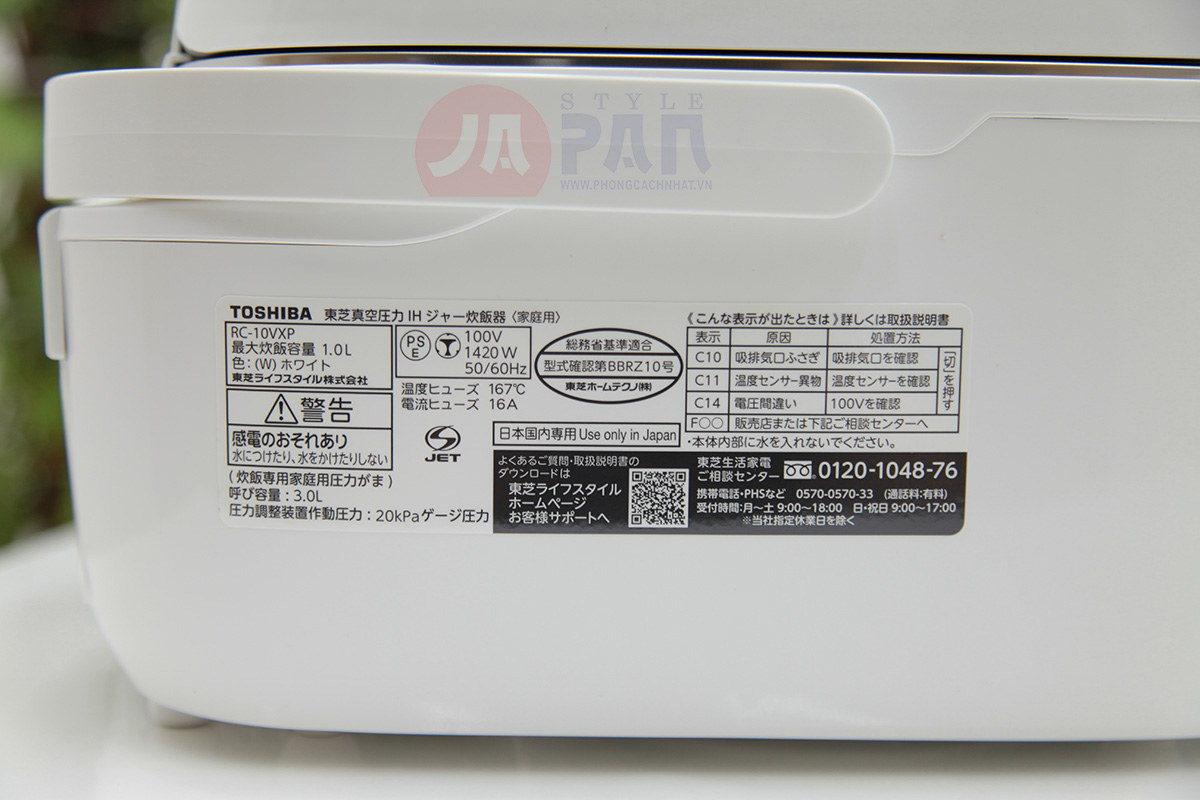 STYLE
JAPAN
WWW.PHONGCACHNHAT.VN
TOSHIBA 東芝真空圧力IHジャー炊飯器〈家庭用〉
RC-10VXP
最大炊飯容量 1.0L
色:(W) ホワイト
東芝ライフスタイル株式会社
PS
E
100V
1420W
50/60Hz
温度ヒューズ 167℃
電流ヒューズ 16A
総務省基準適合
型式確認第BBRZ10号
東芝ホームテクノ(株)
警告
感電のおそれあり
水につけたり、水をかけたりしない
(炊飯専用家庭用圧力がま)
呼び容量:3.0L
圧力調整装置作動圧力:20kPaゲージ圧力
JET
日本国内専用 Use only in Japan
よくあるご質問・取扱説明書の
ダウンロードは
東芝ライフスタイル
ホームページ
お客様サポートへ
《こんな表示が出たときは》詳しくは取扱説明書
表示 原因 処置方法
C10 吸排気口ふさぎ 吸排気口を確認
C11 温度センサー異物 温度センサーを確認
C14 電圧間違い 100Vを確認
切を押す
F○○ 販売店または下記ご相談センターへ
・本体内部に水を入れないでください。
東芝生活家電
ご相談センター 0120-1048-76
携帯電話・PHSなど 0570-0570-33 (通話料:有料)
受付時間:月〜土 9:00〜18:00 日・祝日 9:00〜17:00
※当社指定休業日を除く